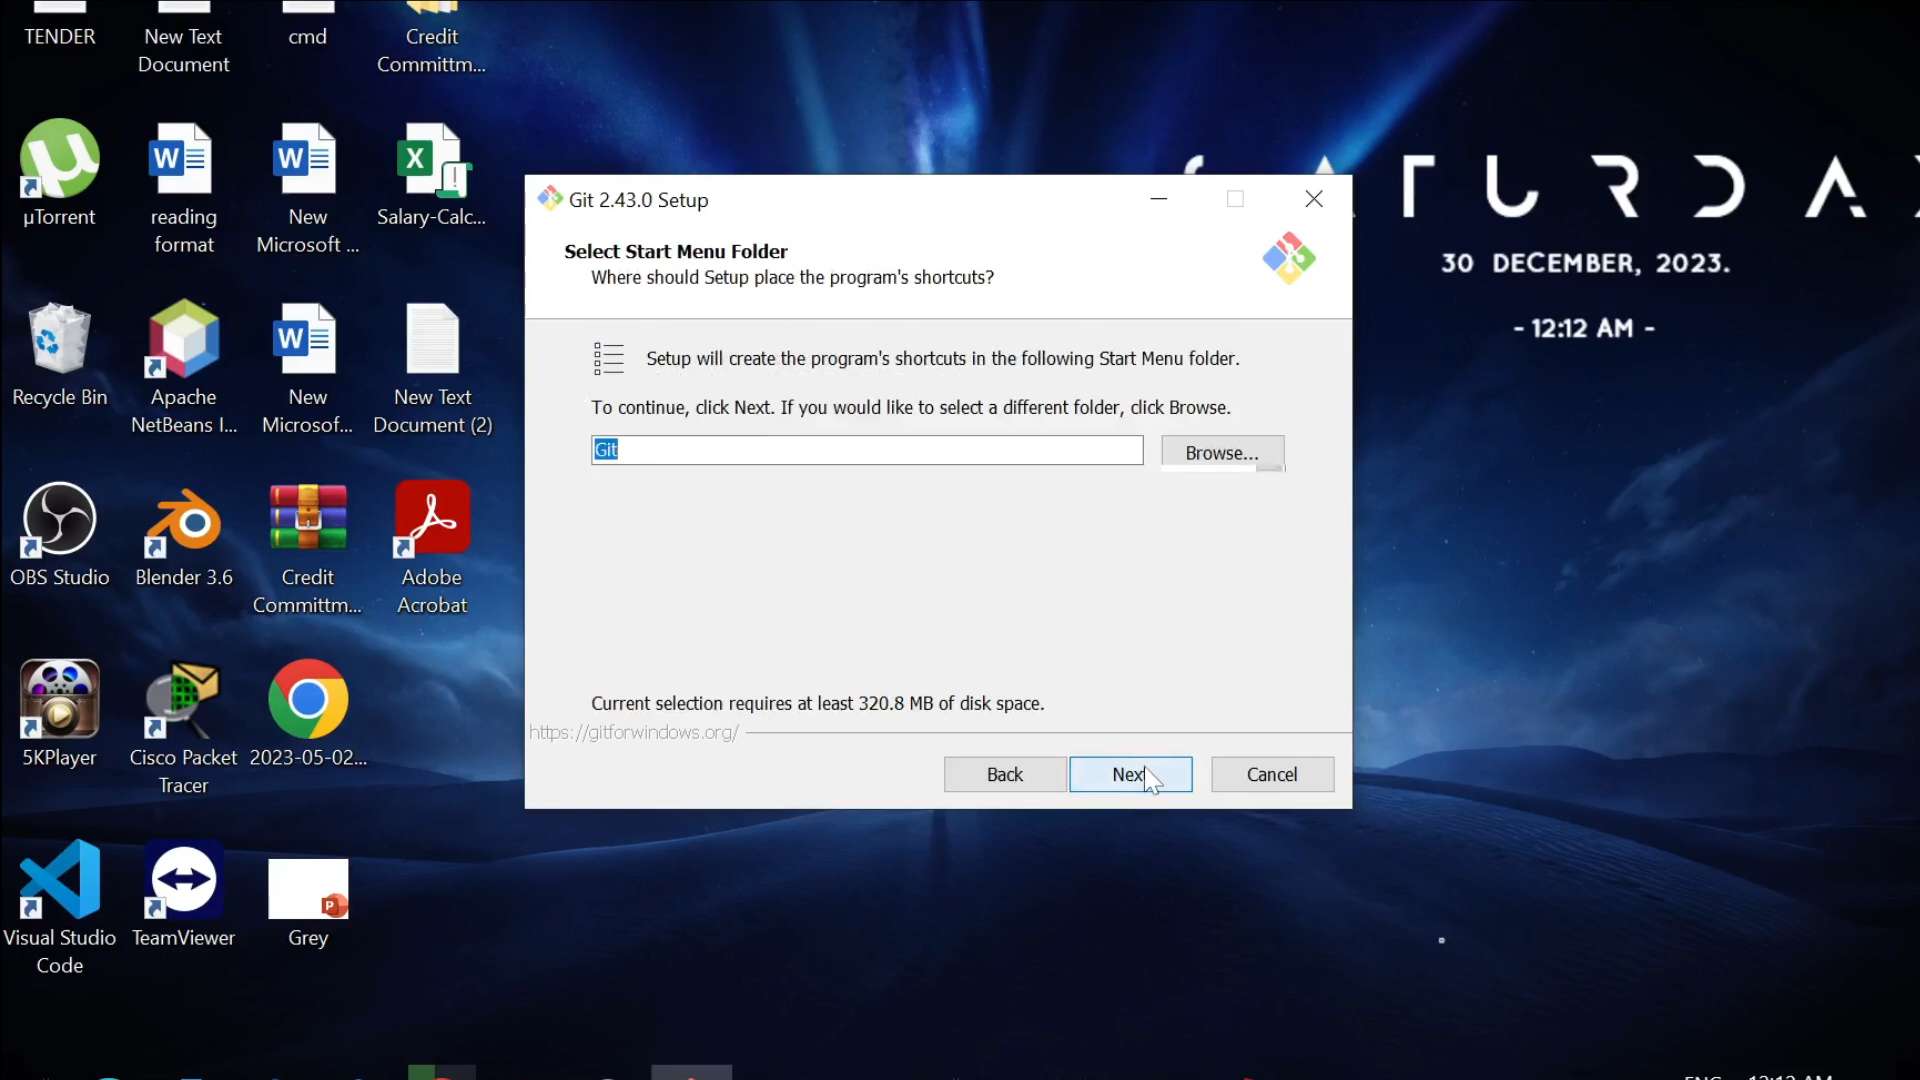 TENDER
New Text
Document
cmd
Credit
Committm...
µTorrent
reading
format
New
Microsoft ...
Salary-Calc...
Recycle Bin
Apache
NetBeans I...
New
Microsof...
New Text
Document (2)
OBS Studio
Blender 3.6
Credit
Committm...
Adobe
Acrobat
5KPlayer
Cisco Packet
Tracer
2023-05-02...
Visual Studio
Code
TeamViewer
Grey
Git 2.43.0 Setup
Select Start Menu Folder
Where should Setup place the program's shortcuts?
Setup will create the program's shortcuts in the following Start Menu folder.
To continue, click Next. If you would like to select a different folder, click Browse.
Git
Browse...
Current selection requires at least 320.8 MB of disk space.
https://gitforwindows.org/
Back
Next
Cancel
SATURDAY
30 DECEMBER, 2023.
- 12:12 AM -
ENG 12:12 AM